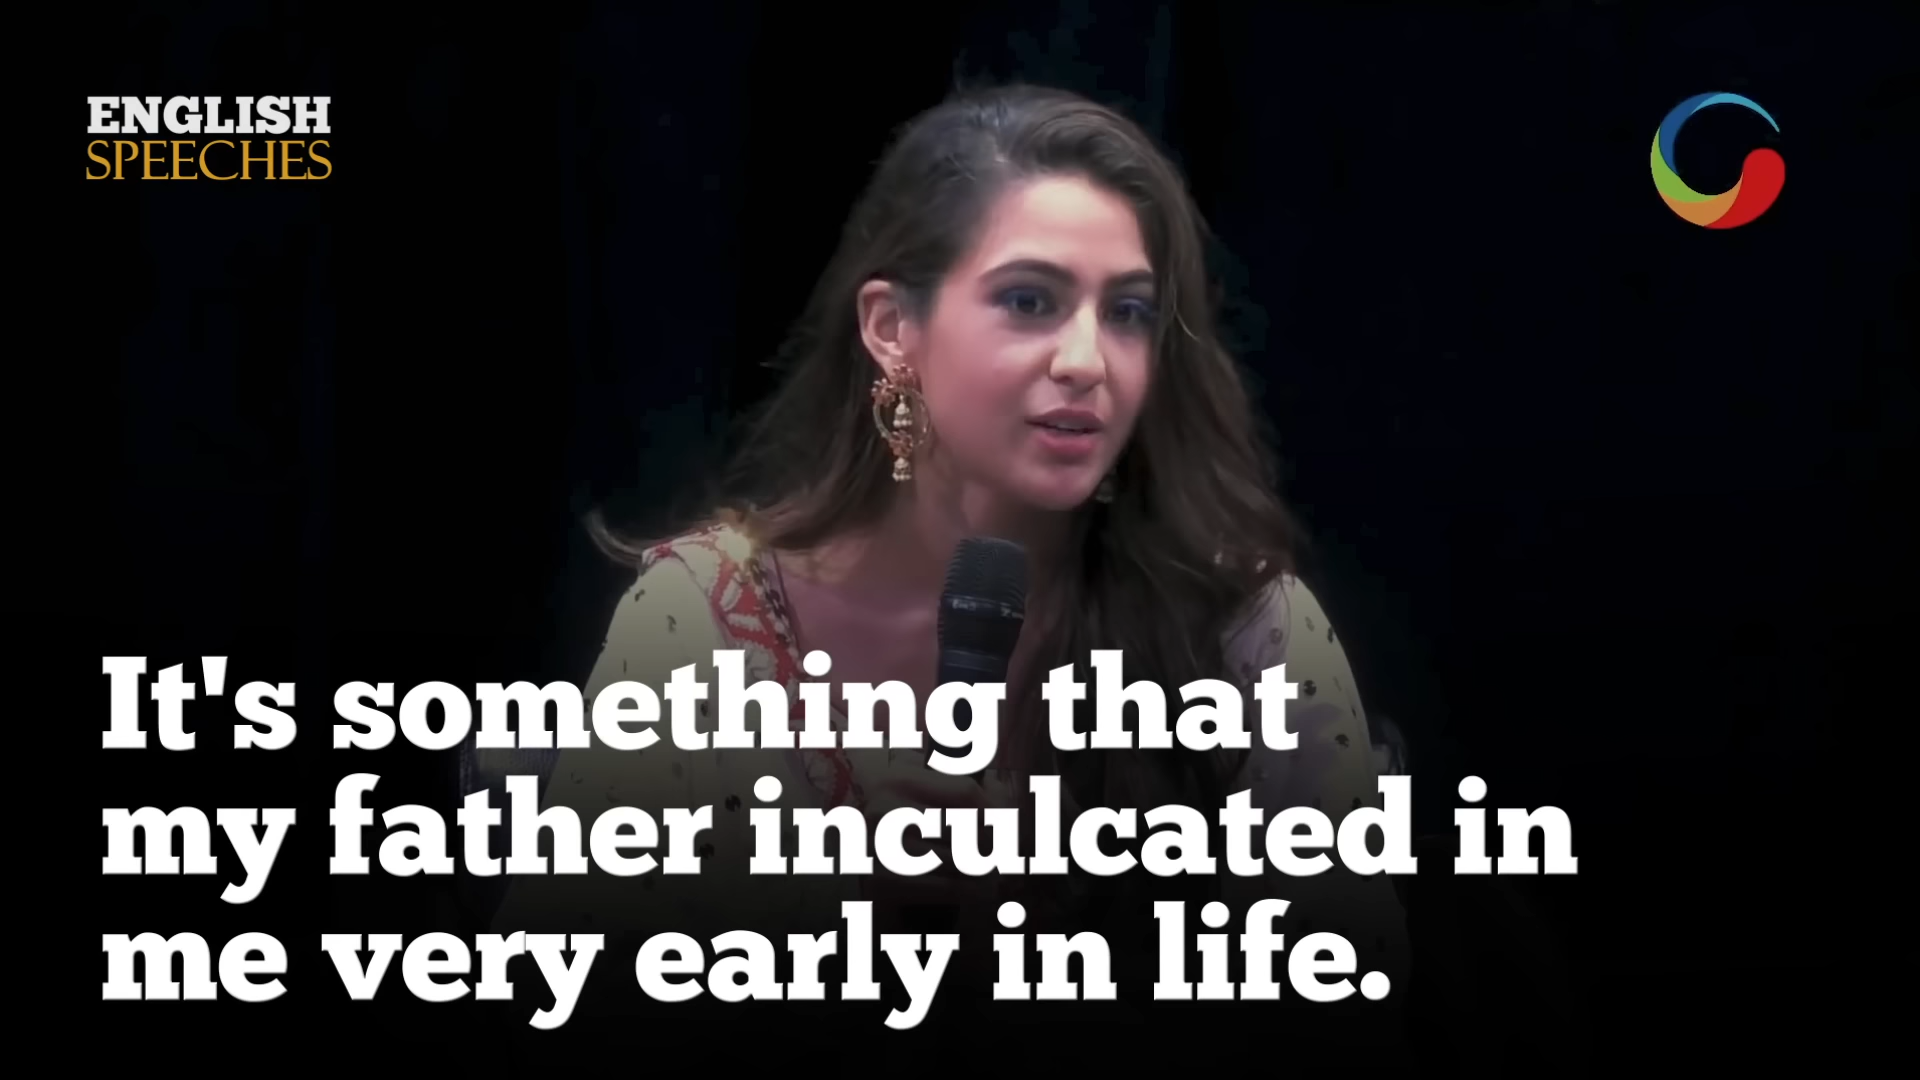 ENGLISH
SPEECHES
It's something that
my father inculcated in
me very early in life.